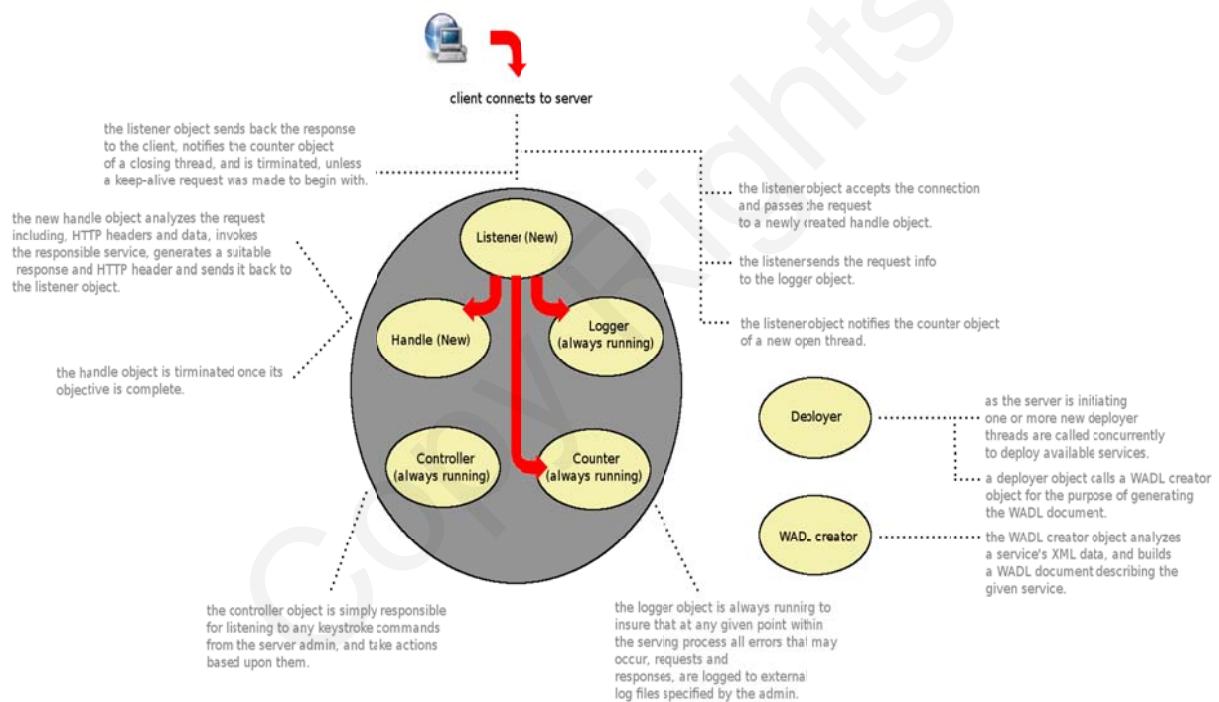 client connects to server
the listener object sends back the response
to the client, notifies the counter object
of a closing thread, and is tirminated, unless
a keep-alive request was made to begin with.
the new handle object analyzes the request
including, HTTP headers and data, invokes
the responsible service, generates a suitable
response and HTTP header and sends it back to
the listener object.
the handle object is tirminated once its
objective is complete.
Listener (New)
Handle (New)
Logger
(always running)
Controller
(always running)
Counter
(always running)
the listener object accepts the connection
and passes the request
to a newly created handle object.
the listener sends the request info
to the logger object.
the listener object notifies the counter object
of a new open thread.
Deployer
as the server is initiating
one or more new deployer
threads are called concurrently
to deploy available services.
a deployer object calls a WADL creator
object for the purpose of generating
the WADL document.
WADL creator
the WADL creator object analyzes
a service's XML data, and builds
a WADL document describing the
given service.
the controller object is simply responsible
for listening to any keystroke commands
from the server admin, and take actions
based upon them.
the logger object is always running to
insure that at any given point within
the serving process all errors that may
occur, requests and
responses, are logged to external
log files specified by the admin.
Copy Rights